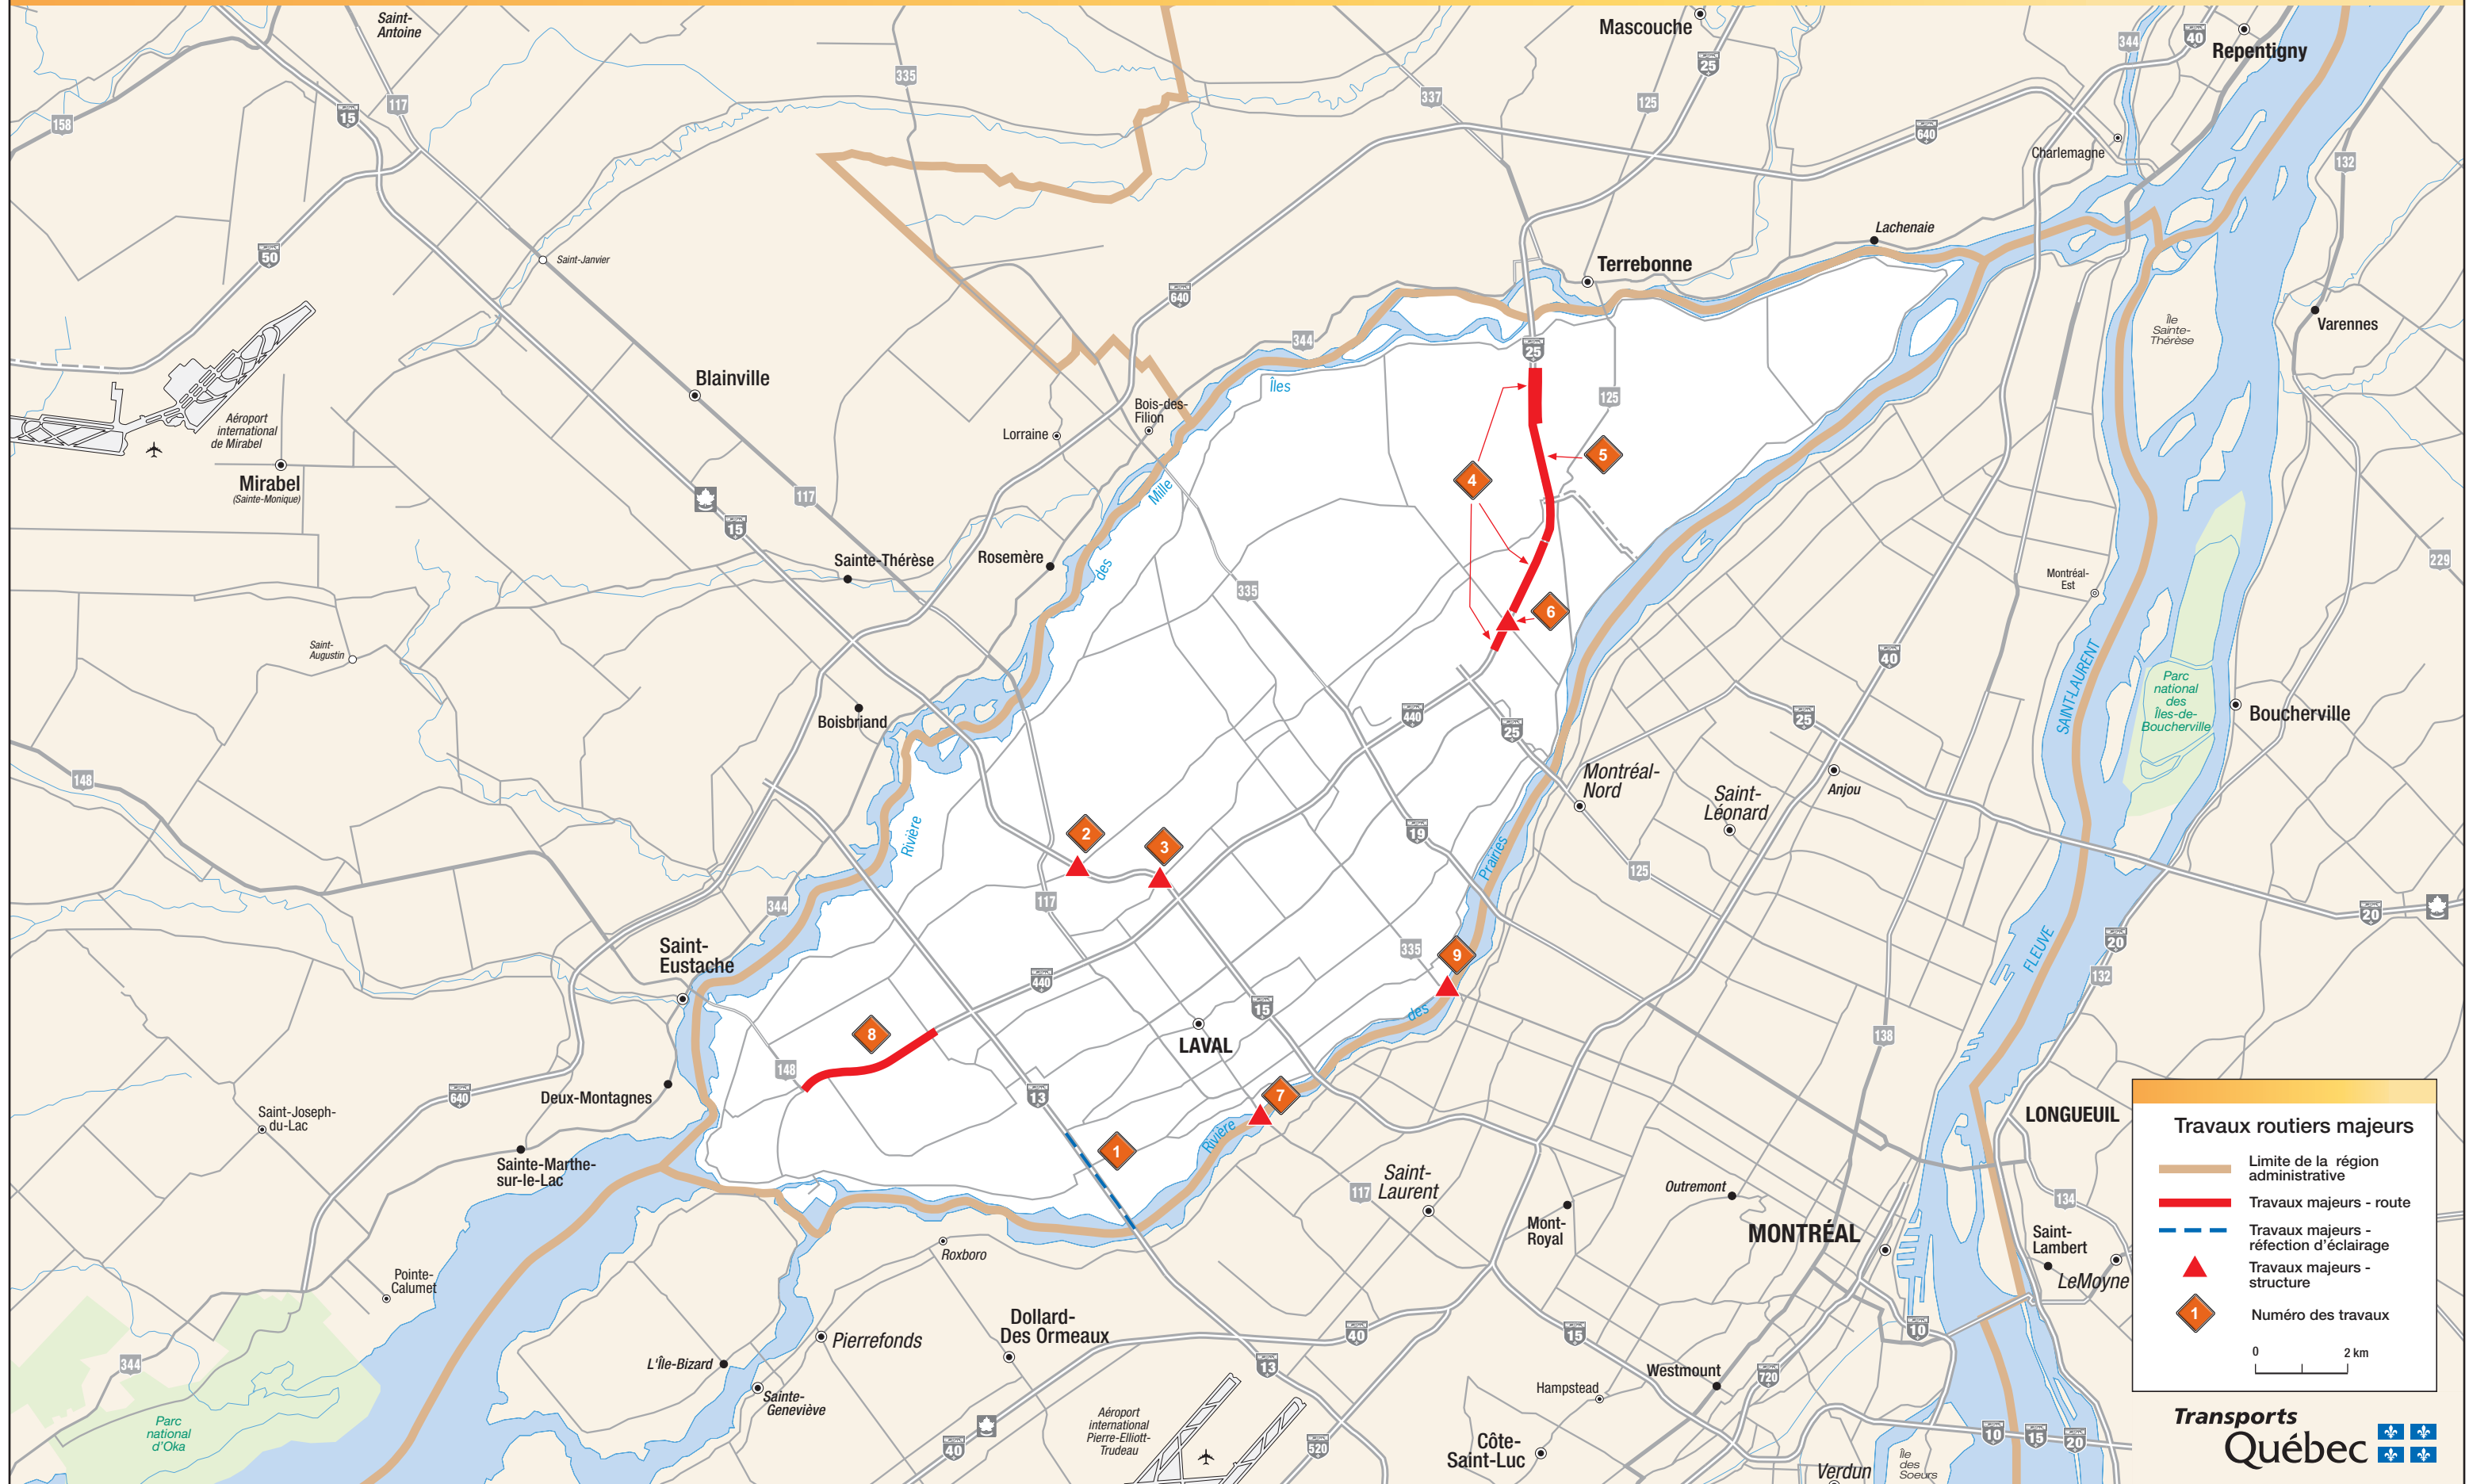 Saint-
Antoine
Mascouche
Repentigny
344
40
25
335
117
15
158
337
125
640
Charlemagne
132
Lachenaie
50
Saint-Janvier
Terrebonne
640
Île
Sainte-
Thérèse
Varennes
344
25
Blainville
Îles
125
Aéroport
international
de Mirabel
Bois-des-
Filion
Lorraine
5
4
Mirabel
(Sainte-Monique)
117
Mille
15
Sainte-Thérèse
Rosemère
des
229
Montréal-
Est
335
6
Saint-
Augustin
40
SAINT-LAURENT
Parc
national
des
Îles-de-
Boucherville
Boucherville
Boisbriand
440
25
25
148
Montréal-
Nord
Anjou
Saint-
Léonard
Rivière
2
3
19
Prairies
125
117
344
20
Saint-
Eustache
335
9
FLEUVE
20
132
440
15
des
8
LAVAL
138
148
13
7
640
Deux-Montagnes
Saint-Joseph-
du-Lac
LONGUEUIL
Rivière
1
Sainte-Marthe-
sur-le-Lac
Saint-
Laurent
117
Outremont
134
Mont-
Royal
MONTRÉAL
Saint-
Lambert
LeMoyne
Roxboro
Pointe-
Calumet
Dollard-
Des Ormeaux
Pierrefonds
40
15
10
344
L'Île-Bizard
13
Westmount
720
Hampstead
Sainte-
Geneviève
Parc
national
d'Oka
Aéroport
international
Pierre-Elliott-
Trudeau
40
520
Côte-
Saint-Luc
Verdun
Île
des
Soeurs
10
15
20
Travaux routiers majeurs
Limite de la région
administrative
Travaux majeurs - route
Travaux majeurs -
réfection d'éclairage
Travaux majeurs -
structure
1
Numéro des travaux
0
2 km
Transports
Québec